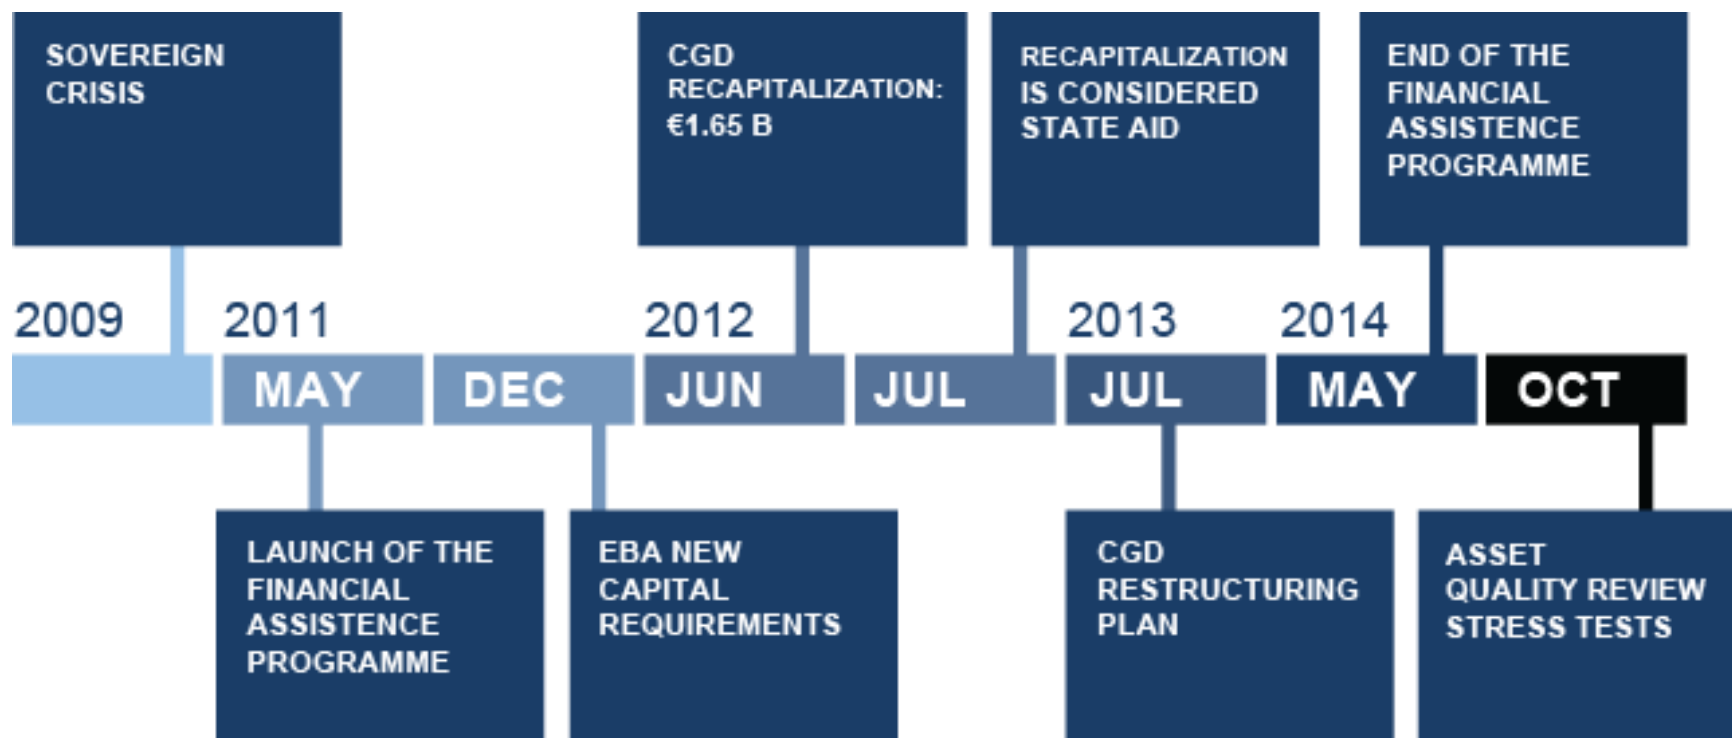 SOVEREIGN
CRISIS
CGD
RECAPITALIZATION:
€1.65 B
RECAPITALIZATION
IS CONSIDERED
STATE AID
END OF THE
FINANCIAL
ASSISTENCE
PROGRAMME
2009
2011
2012
2013
2014
MAY
DEC
JUN
JUL
JUL
MAY
OCT
LAUNCH OF THE
FINANCIAL
ASSISTENCE
PROGRAMME
EBA NEW
CAPITAL
REQUIREMENTS
CGD
RESTRUCTURING
PLAN
ASSET
QUALITY REVIEW
STRESS TESTS